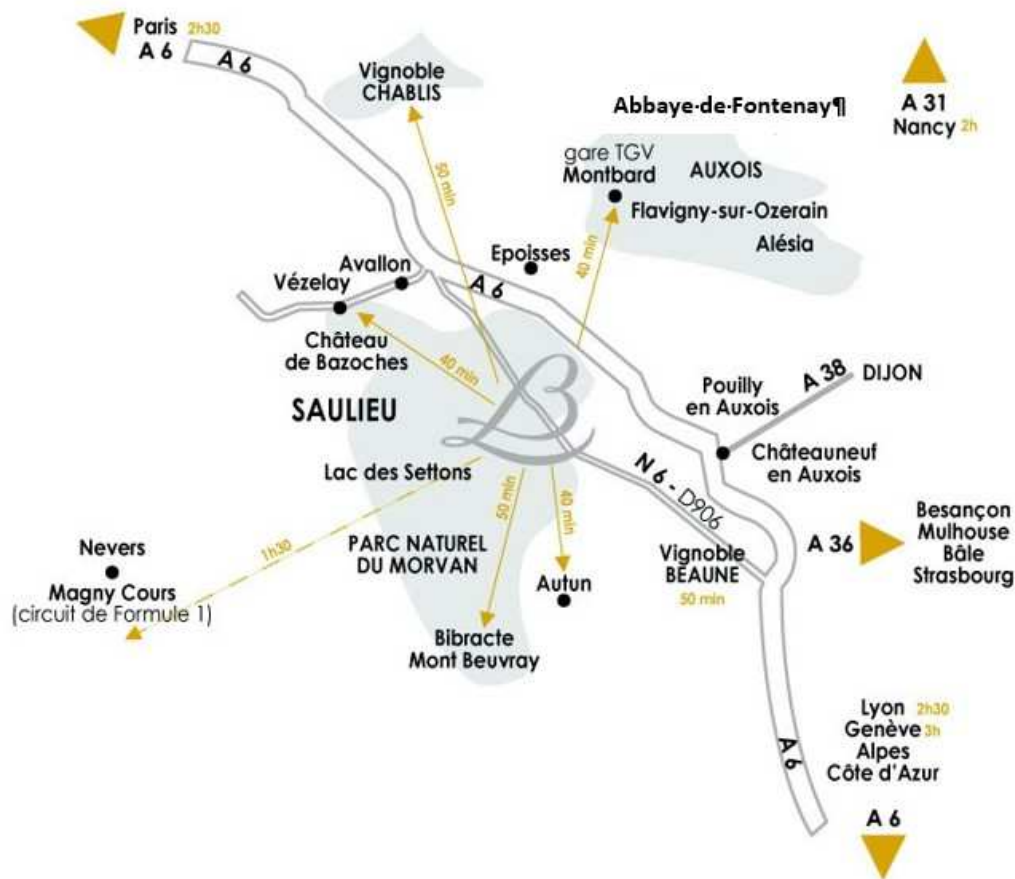 Paris 2h30
A 6
A 6
Vignoble
CHABLIS
Abbaye·de·Fontenay¶
A 31
Nancy 2h
gare TGV
Montbard
AUXOIS
Flavigny-sur-Ozerain
Alésia
50 min
40 min
Epoisses
Avallon
Vézelay
A 6
Château
de Bazoches
40 min
SAULIEU
B
Pouilly
en Auxois
A 38
DIJON
Châteauneuf
en Auxois
Lac des Settons
N 6 - D906
50 min
40 min
1h30
PARC NATUREL
DU MORVAN
Vignoble
BEAUNE
50 min
A 36
Besançon
Mulhouse
Bâle
Strasbourg
Nevers
Magny Cours
(circuit de Formule 1)
Autun
Bibracte
Mont Beuvray
A 6
Lyon 2h30
Genève 3h
Alpes
Côte d'Azur
A 6